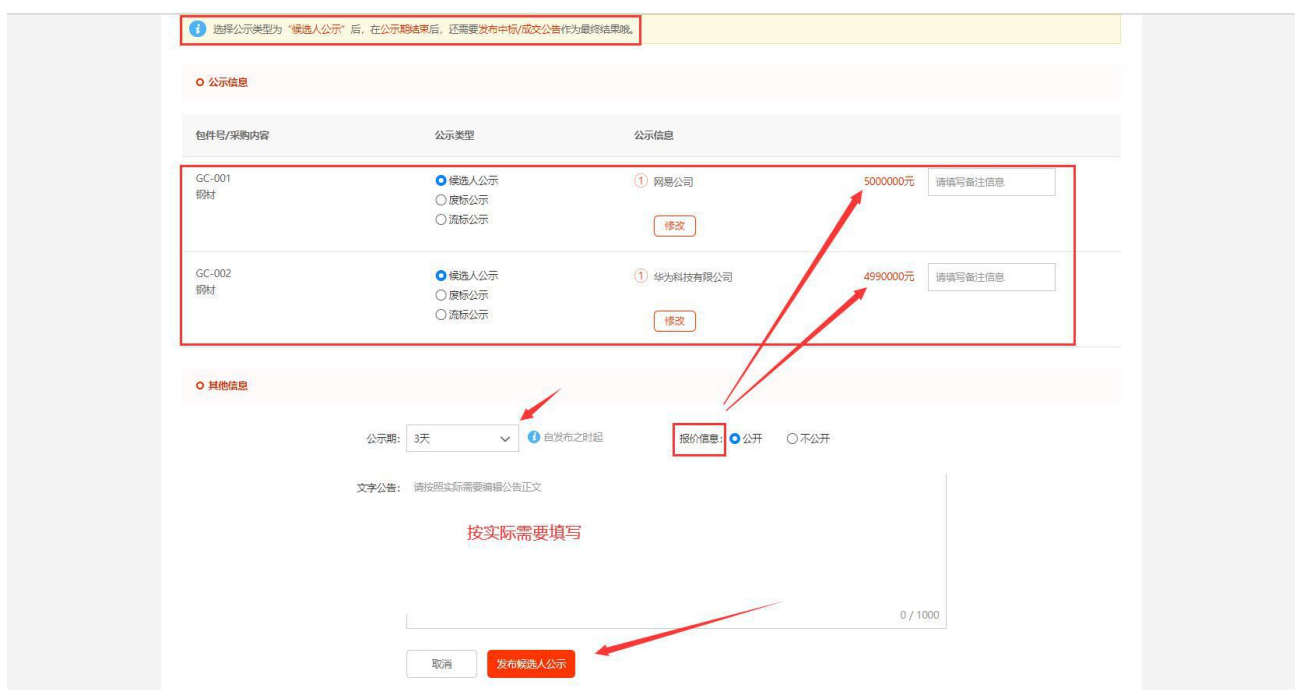 选择公示类型为“候选人公示”后，在公示期结束后，还需要发布中标/成交公告作为最终结果哦。
公示信息
包件号/采购内容 公示类型 公示信息
GC-001 候选人公示 1 网易公司 5000000元 请填写备注信息
钢材 废标公示
流标公示
修改
GC-002 候选人公示 1 华为科技有限公司 4990000元 请填写备注信息
钢材 废标公示
流标公示
修改
其他信息
公示期： 3天 自发布之时起 报价信息： 公开 不公开
文字公告： 请按照实际需要编辑公告正文
按实际需要填写
0 / 1000
取消 发布候选人公示